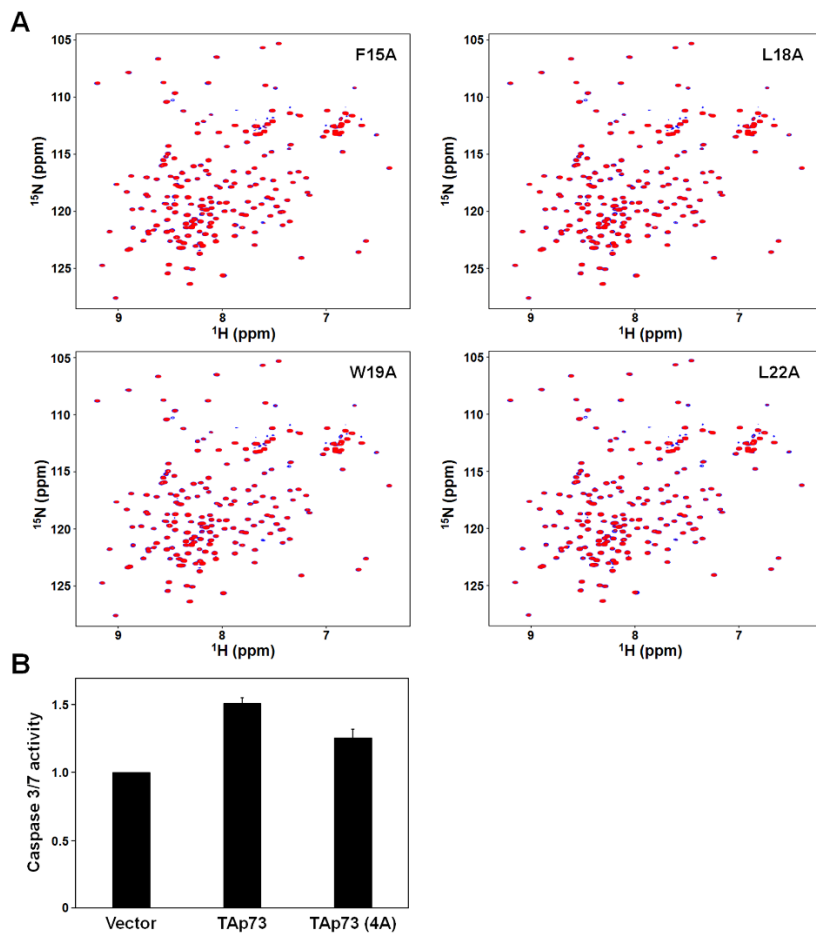 A
F15A
105
110
115
120
125
15N (ppm)
9
8
7
1H (ppm)
L18A
105
110
115
120
125
15N (ppm)
9
8
7
1H (ppm)
W19A
105
110
115
120
125
15N (ppm)
9
8
7
1H (ppm)
L22A
105
110
115
120
125
15N (ppm)
9
8
7
1H (ppm)
B
Caspase 3/7 activity
1.5
1.0
0.5
0
Vector
TAp73
TAp73 (4A)